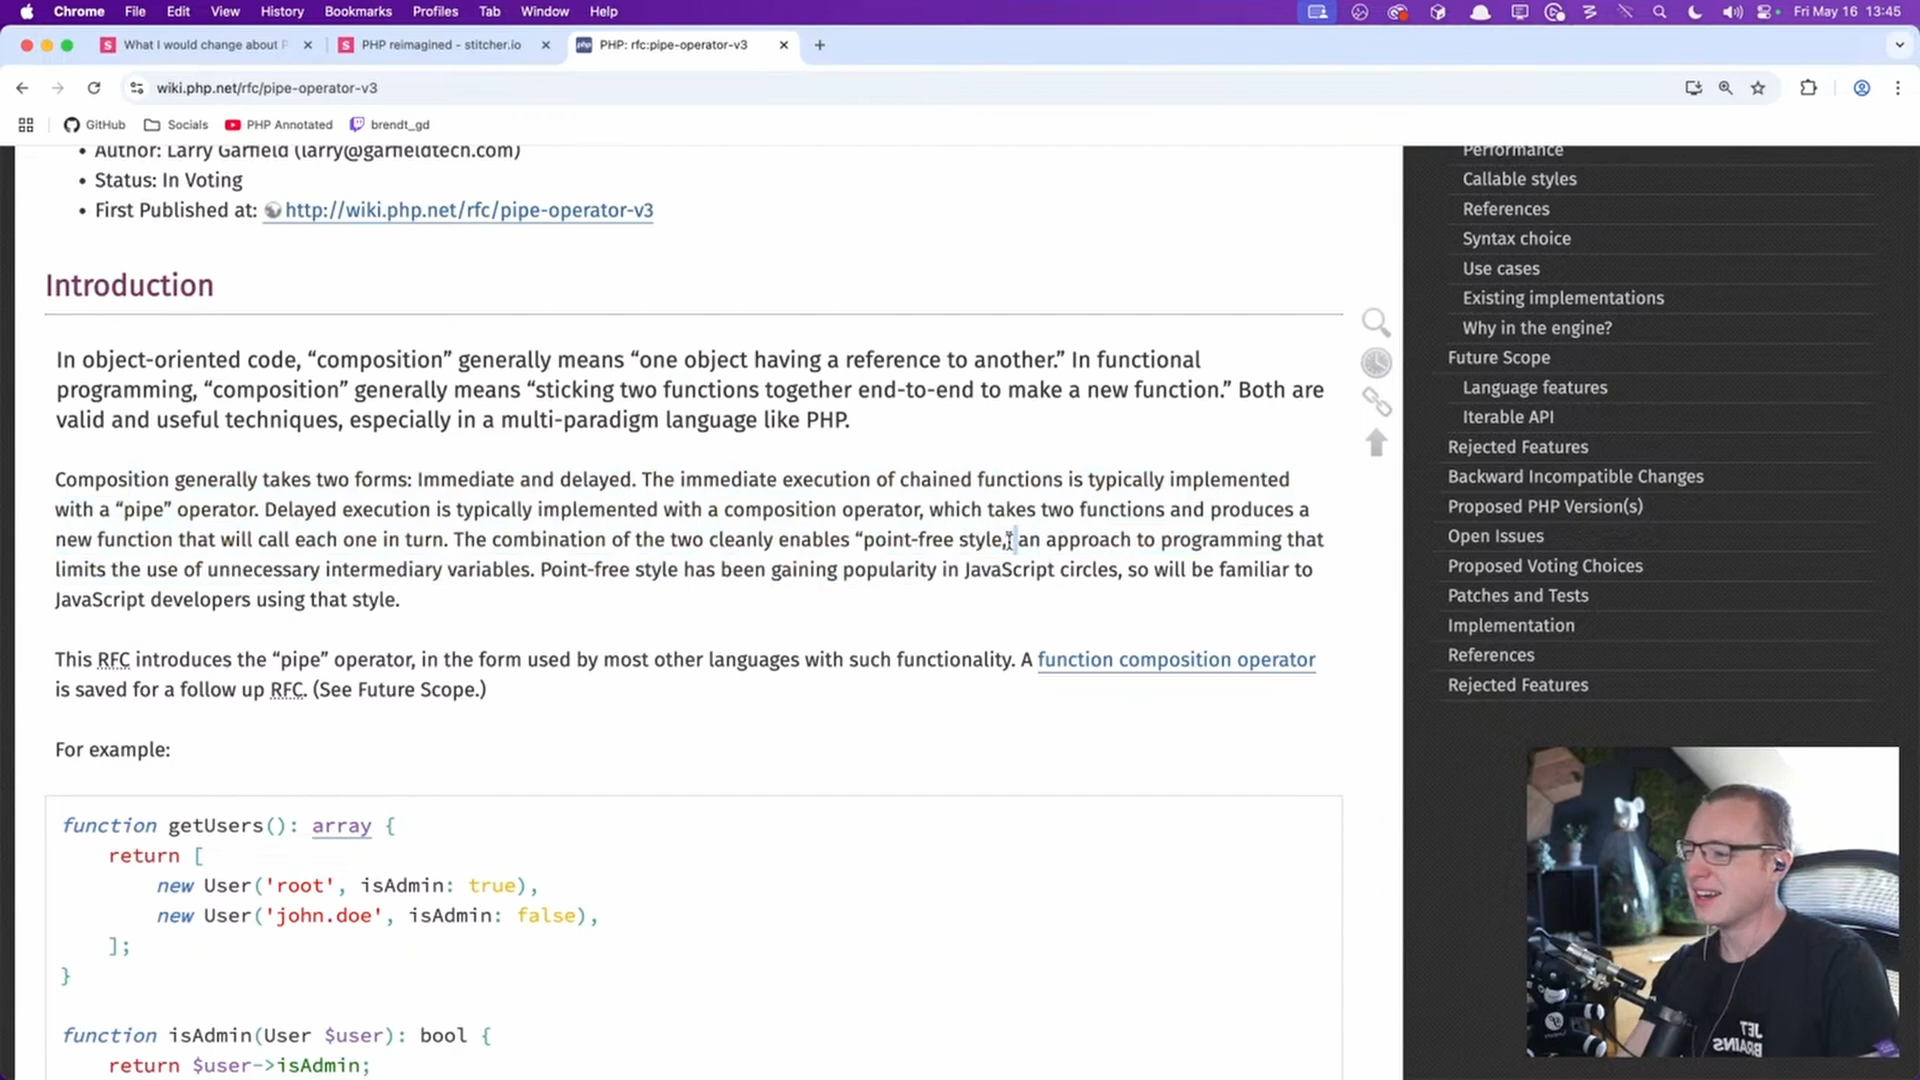 Chrome File Edit View History Bookmarks Profiles Tab Window Help Fri May 16 13:45
What I would change about P
PHP reimagined - stitcher.io
PHP: rfc:pipe-operator-v3
wiki.php.net/rfc/pipe-operator-v3
GitHub Socials PHP Annotated brendt_gd
• Author: Larry Garfield (larry@garfieldtech.com)
• Status: In Voting
• First Published at: http://wiki.php.net/rfc/pipe-operator-v3
Introduction
In object-oriented code, “composition” generally means “one object having a reference to another.” In functional
programming, “composition” generally means “sticking two functions together end-to-end to make a new function.” Both are
valid and useful techniques, especially in a multi-paradigm language like PHP.
Composition generally takes two forms: Immediate and delayed. The immediate execution of chained functions is typically implemented
with a “pipe” operator. Delayed execution is typically implemented with a composition operator, which takes two functions and produces a
new function that will call each one in turn. The combination of the two cleanly enables “point-free style,” an approach to programming that
limits the use of unnecessary intermediary variables. Point-free style has been gaining popularity in JavaScript circles, so will be familiar to
JavaScript developers using that style.
This RFC introduces the “pipe” operator, in the form used by most other languages with such functionality. A function composition operator
is saved for a follow up RFC. (See Future Scope.)
For example:
function getUsers(): array {
    return [
        new User('root', isAdmin: true),
        new User('john.doe', isAdmin: false),
    ];
}
function isAdmin(User $user): bool {
    return $user->isAdmin;
Performance
Callable styles
References
Syntax choice
Use cases
Existing implementations
Why in the engine?
Future Scope
Language features
Iterable API
Rejected Features
Backward Incompatible Changes
Proposed PHP Version(s)
Open Issues
Proposed Voting Choices
Patches and Tests
Implementation
References
Rejected Features
JET
BRAINS